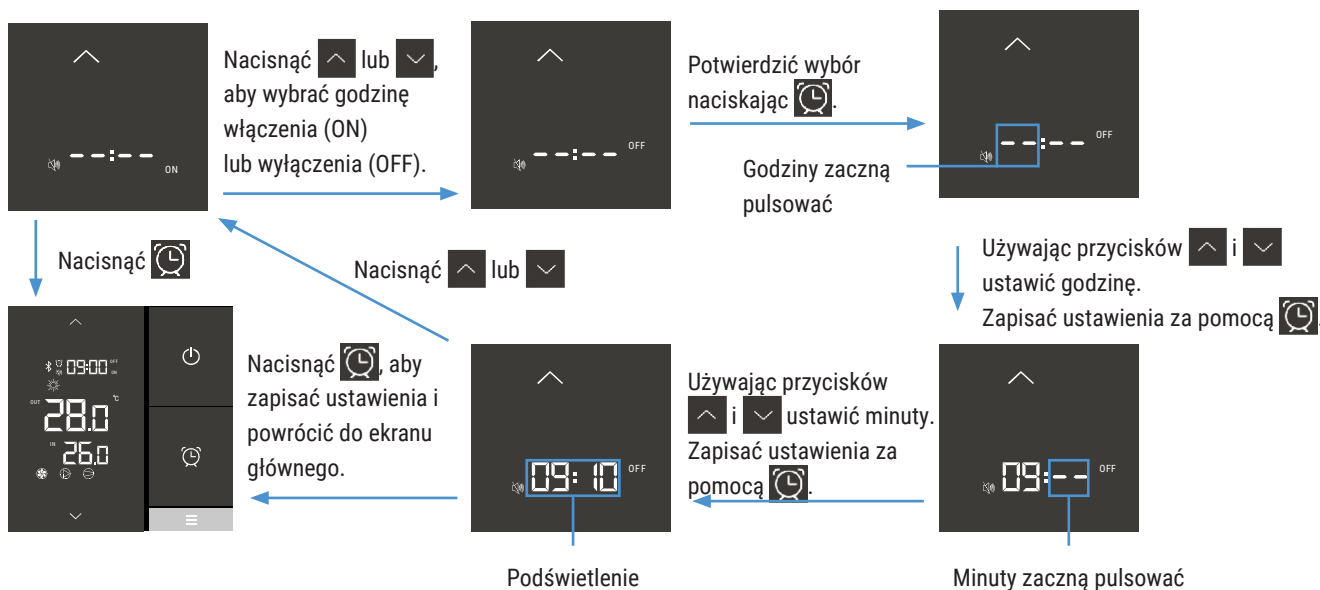 --:--
ON
Nacisnąć lub ,
aby wybrać godzinę
włączenia (ON)
lub wyłączenia (OFF).
--:--
OFF
Potwierdzić wybór
naciskając .
Godziny zaczną
pulsować
--:--
OFF
Nacisnąć
Nacisnąć lub
Używając przycisków i
ustawić godzinę.
Zapisać ustawienia za pomocą .
09:00
OFF
ON
OUT
28.0
°C
IN
26.0
Nacisnąć , aby
zapisać ustawienia i
powrócić do ekranu
głównego.
09:10
OFF
Podświetlenie
Używając przycisków
i ustawić minuty.
Zapisać ustawienia za
pomocą .
09:--
OFF
Minuty zaczną pulsować